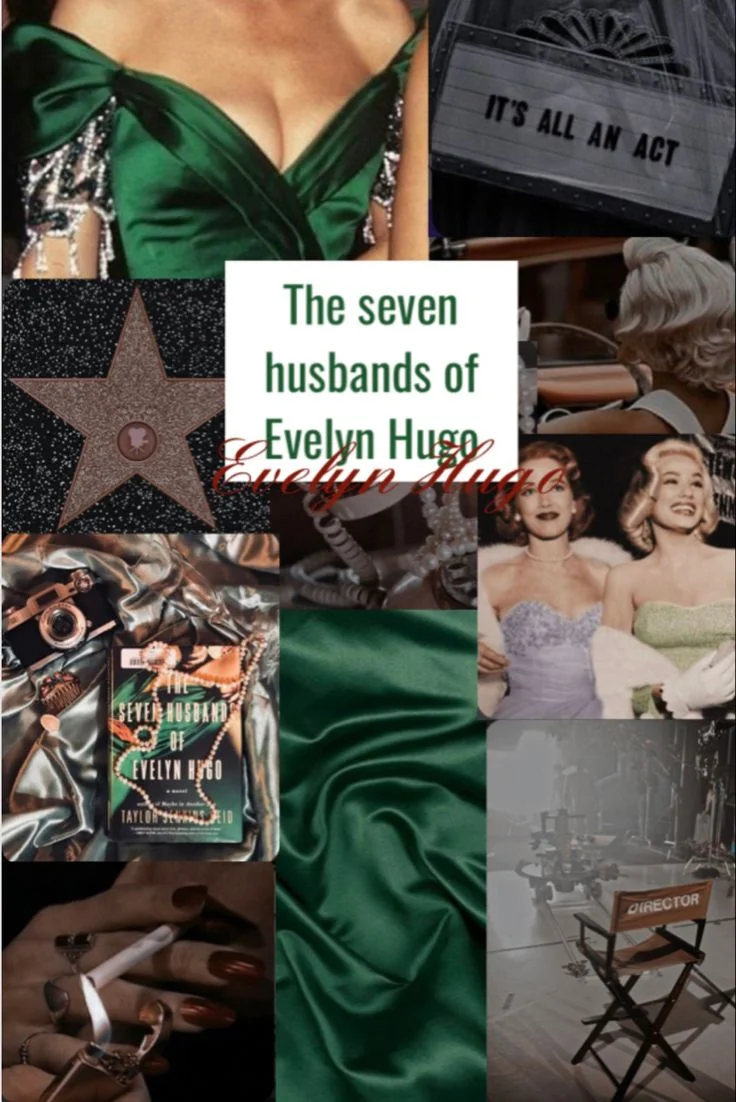 IT'S ALL AN ACT
The seven
husbands of
Evelyn Hugo
Evelyn Hugo
THE
SEVEN HUSBANDS
OF
EVELYN HUGO
a novel
TAYLOR JENKINS REID
DIRECTOR